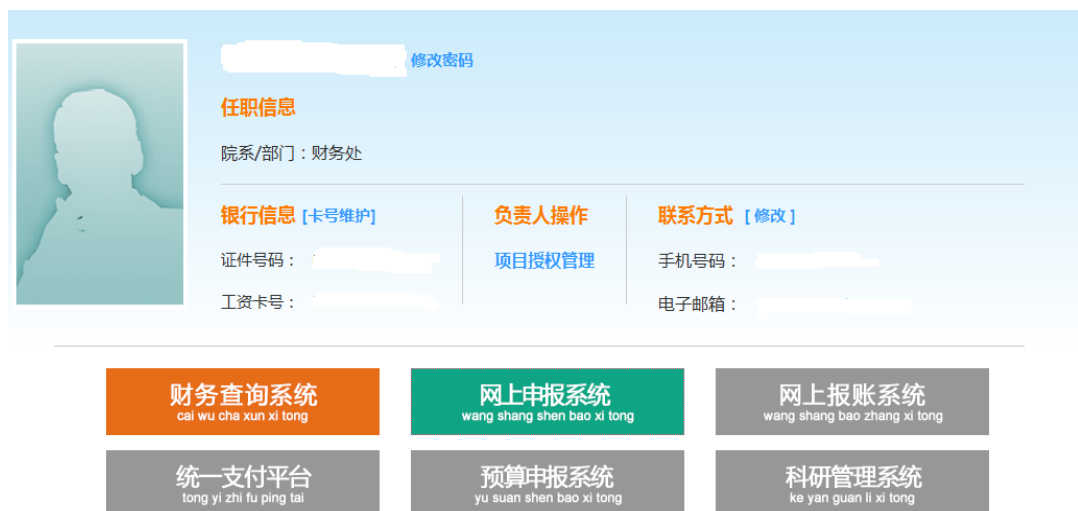 修改密码
任职信息
院系/部门：财务处
银行信息 [卡号维护]
负责人操作
联系方式 [ 修改 ]
证件号码：
项目授权管理
手机号码：
工资卡号：
电子邮箱：
财务查询系统
cai wu cha xun xi tong
网上申报系统
wang shang shen bao xi tong
网上报账系统
wang shang bao zhang xi tong
统一支付平台
tong yi zhi fu ping tai
预算申报系统
yu suan shen bao xi tong
科研管理系统
ke yan guan li xi tong